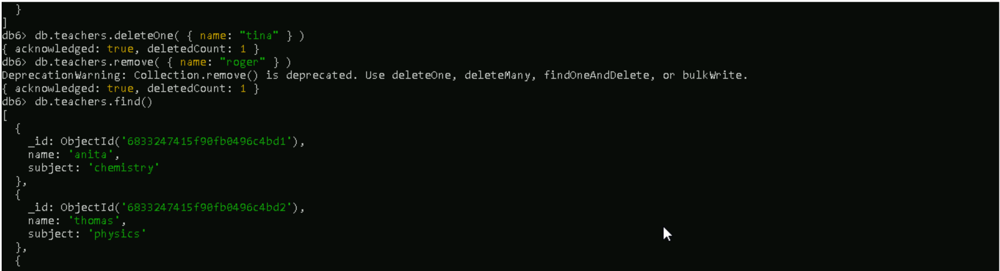 }
]
db6> db.teachers.deleteOne( { name: "tina" } )
{ acknowledged: true, deletedCount: 1 }
db6> db.teachers.remove( { name: "roger" } )
DeprecationWarning: Collection.remove() is deprecated. Use deleteOne, deleteMany, findOneAndDelete, or bulkWrite.
{ acknowledged: true, deletedCount: 1 }
db6> db.teachers.find()
[
  {
    _id: ObjectId('6833247415f90fb0496c4bd1'),
    name: 'anita',
    subject: 'chemistry'
  },
  {
    _id: ObjectId('6833247415f90fb0496c4bd2'),
    name: 'thomas',
    subject: 'physics'
  },
  {